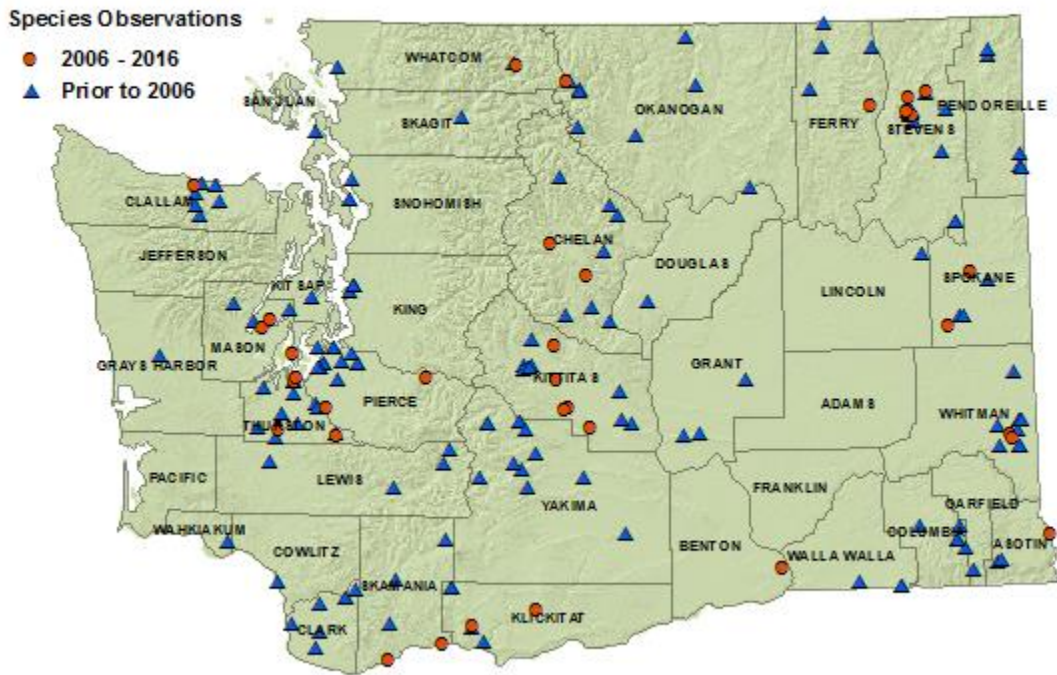 Species Observations
2006 - 2016
Prior to 2006
WHATCOM
SAN JUAN
OKANOGAN
PEND OREILLE
SKAGIT
FERRY
STEVENS
CLALLAM
SNOHOMISH
CHELAN
JEFFERSON
DOUGLAS
KITSAP
SPOKANE
LINCOLN
KING
MASON
GRAYS HARBOR
GRANT
KITTITAS
PIERCE
ADAMS
WHITMAN
THURSTON
PACIFIC
LEWIS
FRANKLIN
YAKIMA
GARFIELD
WAHKIAKUM
COLUMBIA
COWLITZ
BENTON
ASOTIN
WALLA WALLA
SKAMANIA
KLICKITAT
CLARK